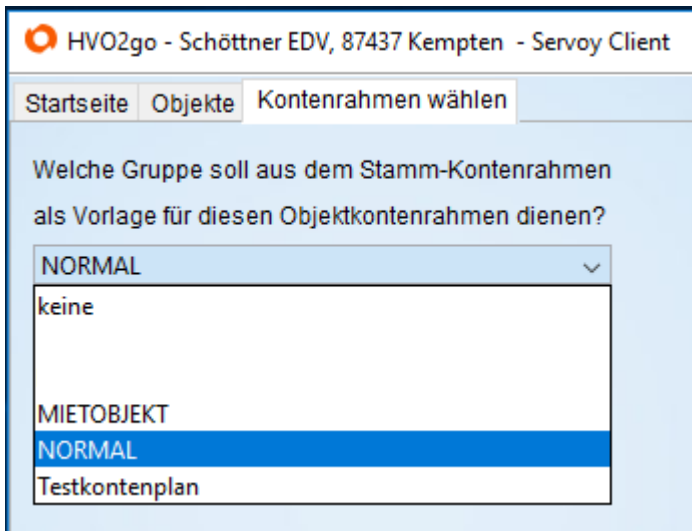 HVO2go - Schöttner EDV, 87437 Kempten - Servoy Client
Startseite Objekte Kontenrahmen wählen
Welche Gruppe soll aus dem Stamm-Kontenrahmen
als Vorlage für diesen Objektkontenrahmen dienen?
NORMAL
keine
MIETOBJEKT
NORMAL
Testkontenplan